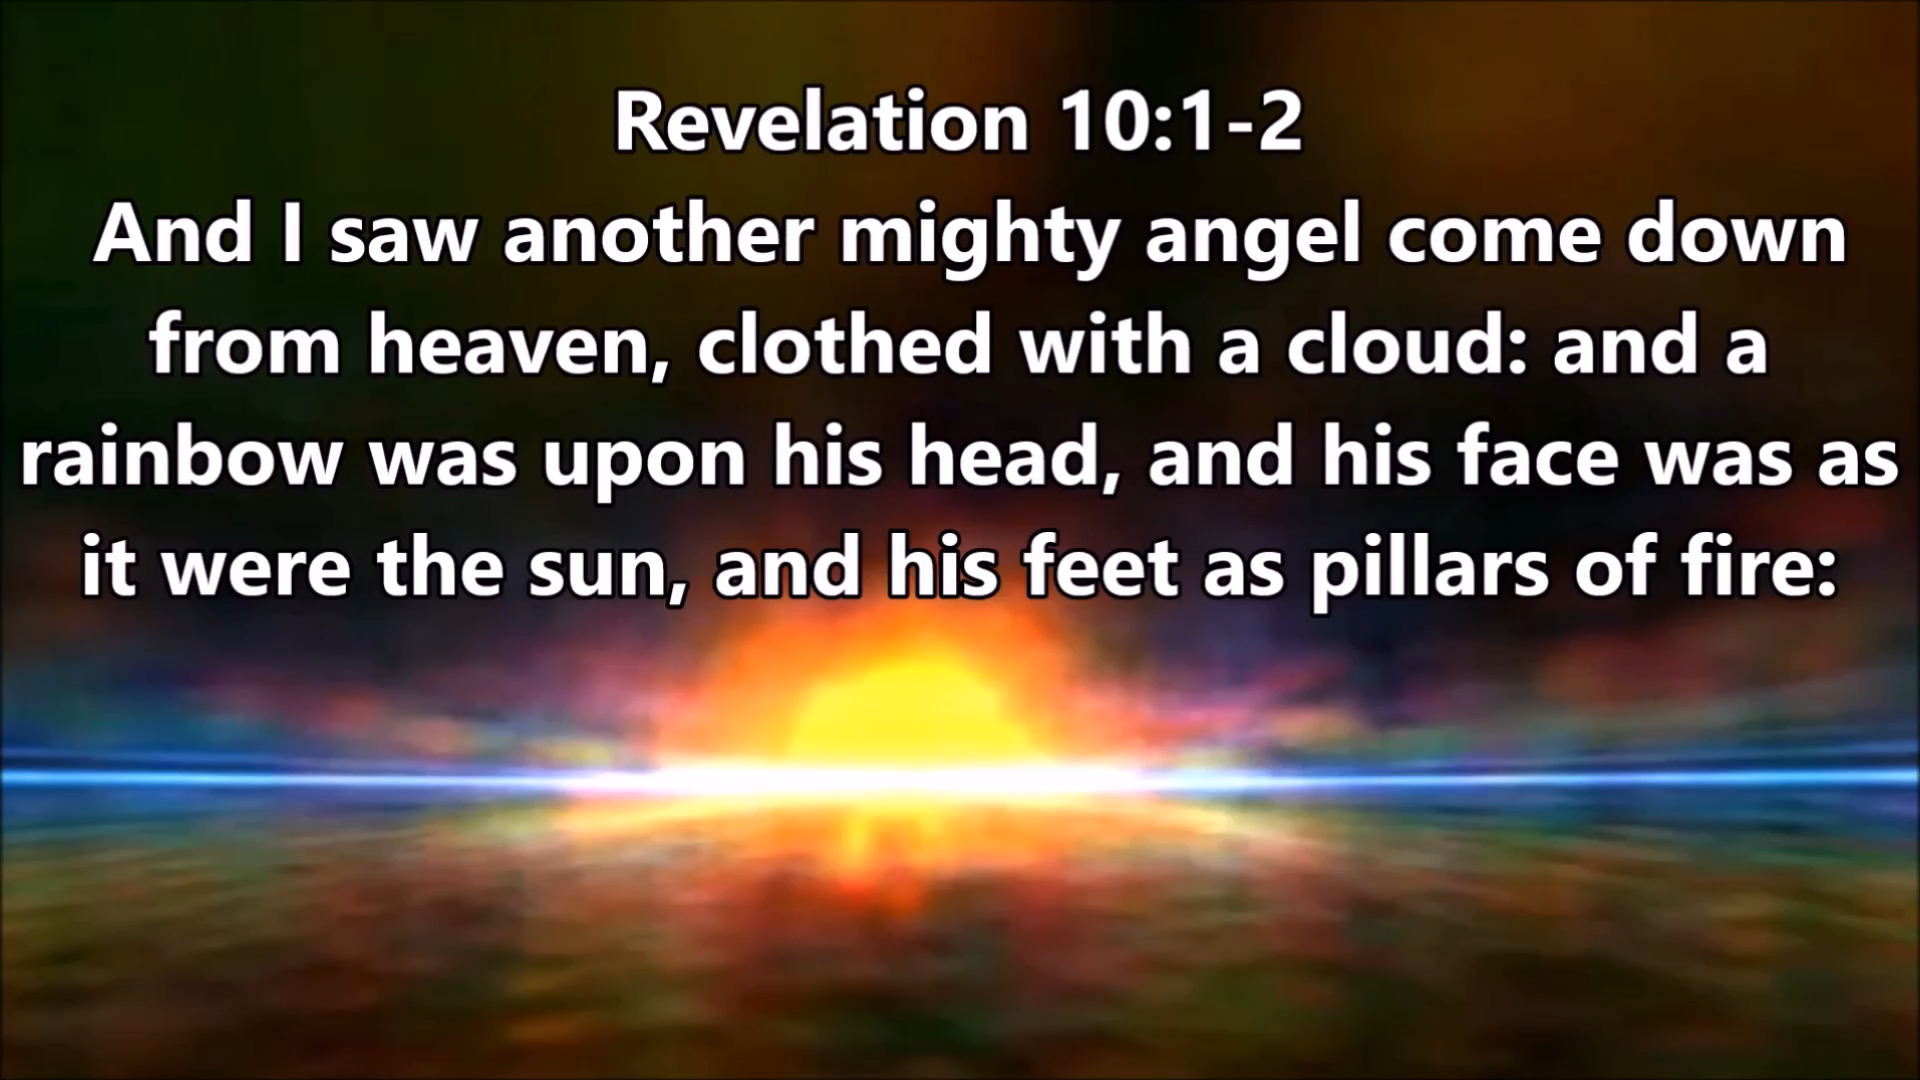 Revelation 10:1-2
And I saw another mighty angel come down
from heaven, clothed with a cloud: and a
rainbow was upon his head, and his face was as
it were the sun, and his feet as pillars of fire: